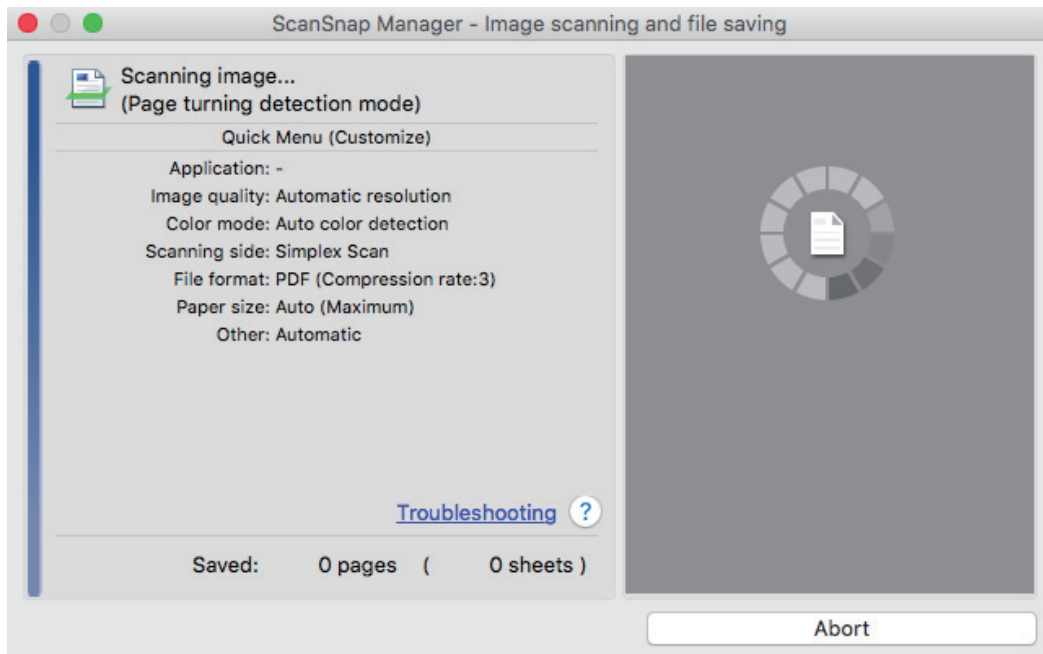 ScanSnap Manager - Image scanning and file saving
Scanning image...
(Page turning detection mode)
Quick Menu (Customize)
Application: -
Image quality: Automatic resolution
Color mode: Auto color detection
Scanning side: Simplex Scan
File format: PDF (Compression rate:3)
Paper size: Auto (Maximum)
Other: Automatic
Troubleshooting ?
Saved: 0 pages ( 0 sheets )
Abort